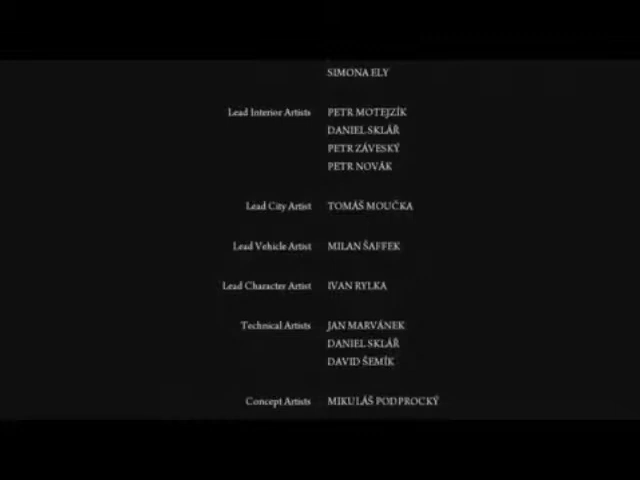 SIMONA ELY
Lead Interior Artists PETR MOTEJZÍK
DANIEL SKLÁŘ
PETR ZÁVESKÝ
PETR NOVÁK
Lead City Artist TOMÁŠ MOUČKA
Lead Vehicle Artist MILAN ŠAFFEK
Lead Character Artist IVAN RYLKA
Technical Artists JAN MARVÁNEK
DANIEL SKLÁŘ
DAVID ŠEMÍK
Concept Artists MIKULÁŠ PODPROCKÝ